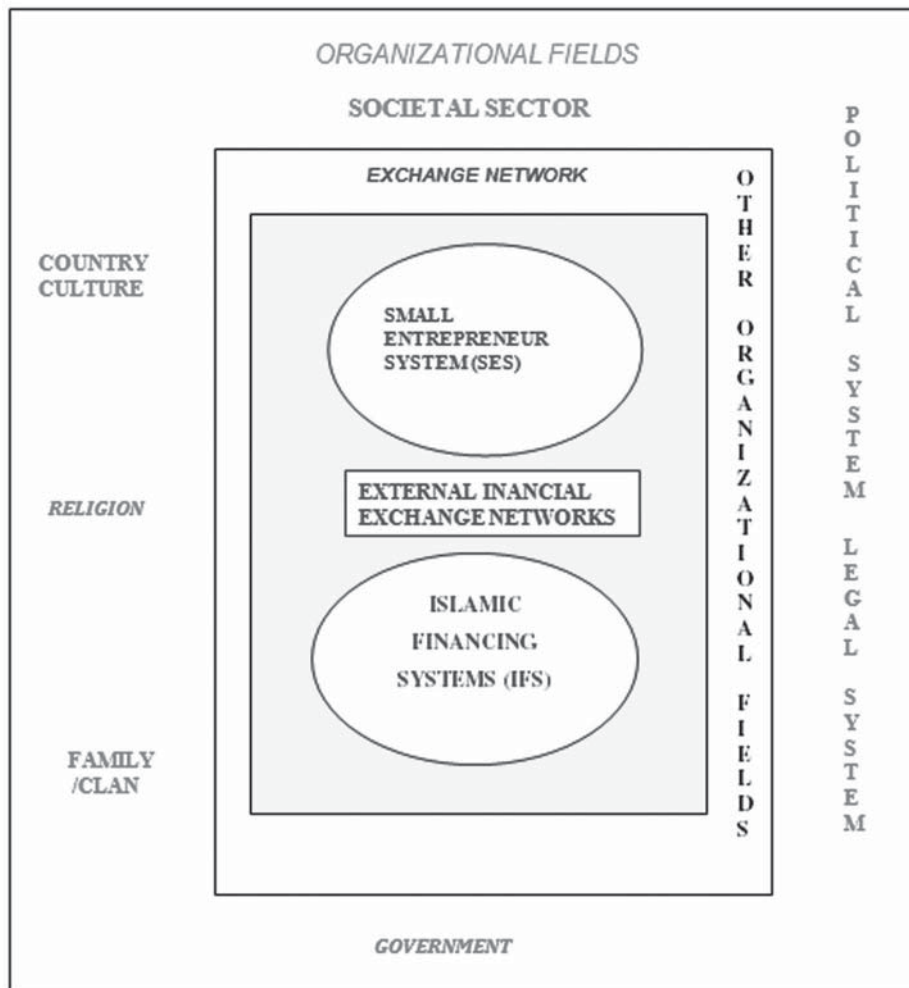 ORGANIZATIONAL FIELDS
SOCIETAL SECTOR
EXCHANGE NETWORK
COUNTRY
CULTURE
RELIGION
FAMILY
/CLAN
SMALL
ENTREPRENEUR
SYSTEM (SES)
EXTERNAL INANCIAL
EXCHANGE NETWORKS
ISLAMIC
FINANCING
SYSTEMS (IFS)
OTHER ORGANIZATIONAL FIELDS
POLITICAL SYSTEM LEGAL SYSTEM
GOVERNMENT